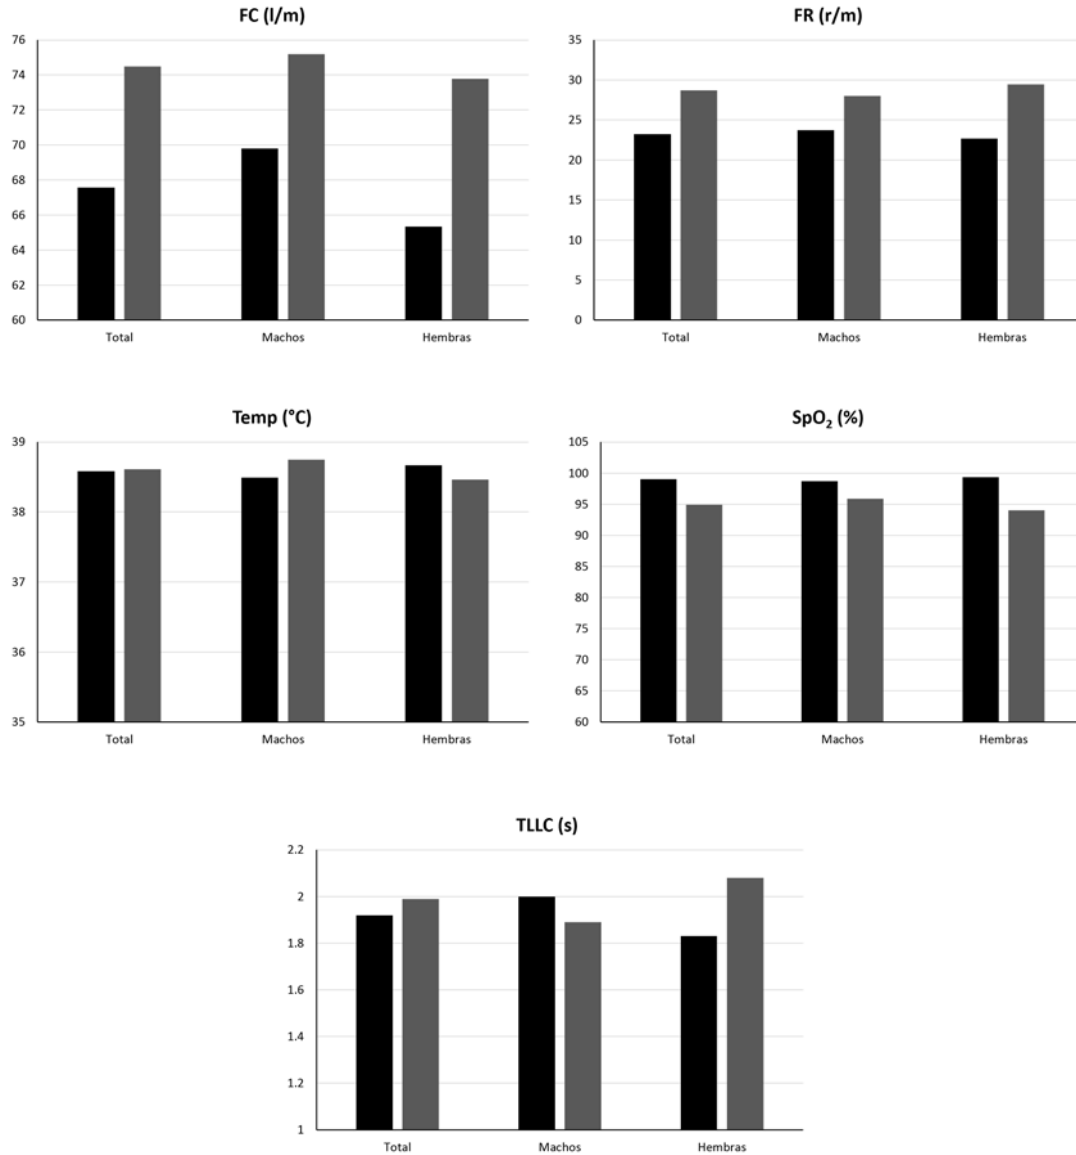 FC (l/m)
76
74
72
70
68
66
64
62
60
Total
Machos
Hembras
FR (r/m)
35
30
25
20
15
10
5
0
Total
Machos
Hembras
Temp (°C)
39
38
37
36
35
Total
Machos
Hembras
SpO₂ (%)
105
100
95
90
85
80
75
70
65
60
Total
Machos
Hembras
TLLC (s)
2.2
2
1.8
1.6
1.4
1.2
1
Total
Machos
Hembras